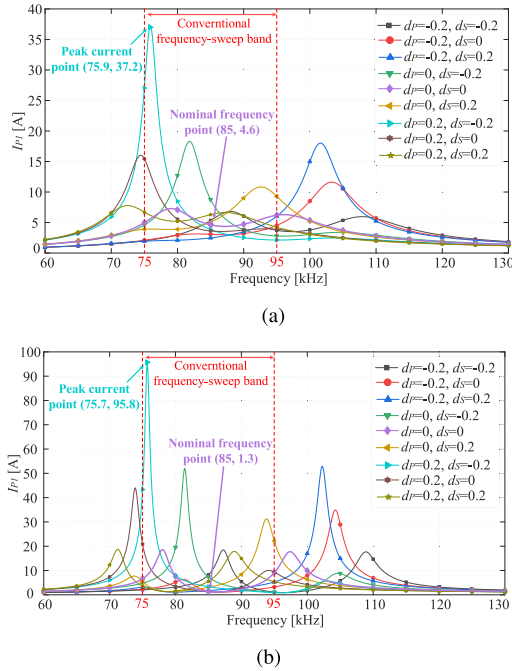 40
35
30
25
20
15
10
5
0
I_P1 [A]
Peak current
point (75.9, 37.2)
Comventional
frequency-sweep band
Nominal frequency
point (85, 4.6)
dP=-0.2, dS=-0.2
dP=-0.2, dS=0
dP=-0.2, dS=0.2
dP=0, dS=-0.2
dP=0, dS=0
dP=0, dS=0.2
dP=0.2, dS=-0.2
dP=0.2, dS=0
dP=0.2, dS=0.2
60 70 75 80 90 95 100 110 120 130
Frequency [kHz]
(a)
100
90
80
70
60
50
40
30
20
10
0
I_P1 [A]
Peak current
point (75.7, 95.8)
Comventional
frequency-sweep band
Nominal frequency
point (85, 1.3)
dP=-0.2, dS=-0.2
dP=-0.2, dS=0
dP=-0.2, dS=0.2
dP=0, dS=-0.2
dP=0, dS=0
dP=0, dS=0.2
dP=0.2, dS=-0.2
dP=0.2, dS=0
dP=0.2, dS=0.2
60 70 75 80 90 95 100 110 120 130
Frequency [kHz]
(b)